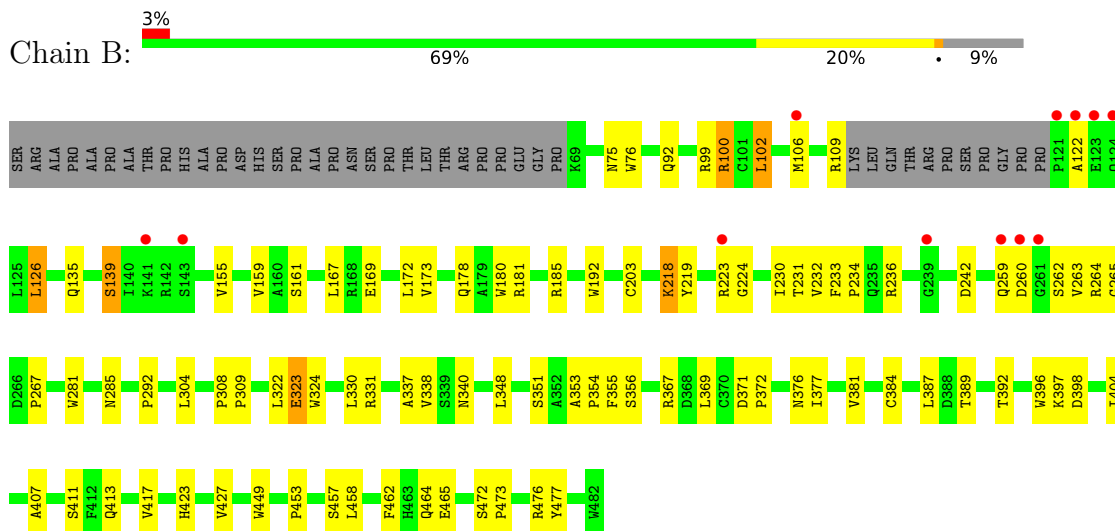 Chain B:
3%
69% 20% • 9%
SER ARG ALA PRO ALA PRO ALA THR PRO HIS ALA PRO ASP HIS SER PRO ALA PRO ASN SER PRO THR LEU THR ARG PRO PRO GLU GLY PRO K69 N75 W76 Q92 R99 R100 C101 L102 M106 R109 LYS LEU GLN THR ARG PRO SER PRO GLY PRO PRO P121 A122 E123
L125 L126 Q135 S139 I140 K141 R142 S143 V155 V159 A160 S161 L167 R168 E169 L172 V173 Q178 A179 W180 R181 R185 W192 C203 K218 Y219 R223 G224 I230 T231 V232 F233 P234 Q235 R236 G239 D242 Q259 D260 G261 S262 V263 R264 G265
D266 P267 W281 N285 P292 L304 P308 P309 L322 E323 W324 L330 R331 A337 V338 S339 N340 L348 S351 A352 A353 P354 F355 S356 R367 D368 L369 C370 D371 P372 N376 I377 V381 C384 L387 D388 T389 T392 W396 K397 D398
A407 S411 F412 Q413 V417 H423 V427 W449 P453 S457 L458 F462 H463 Q464 E465 S472 P473 R476 Y477 W482